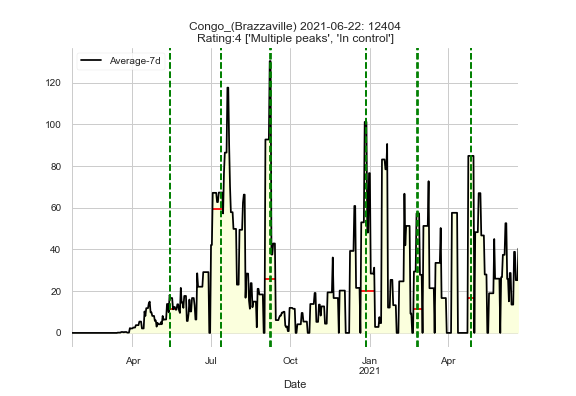 Congo_(Brazzaville) 2021-06-22: 12404
Rating:4 ['Multiple peaks', 'In control']
Average-7d
120
100
80
60
40
20
0
Apr
Jul
Oct
Jan
2021
Apr
Date